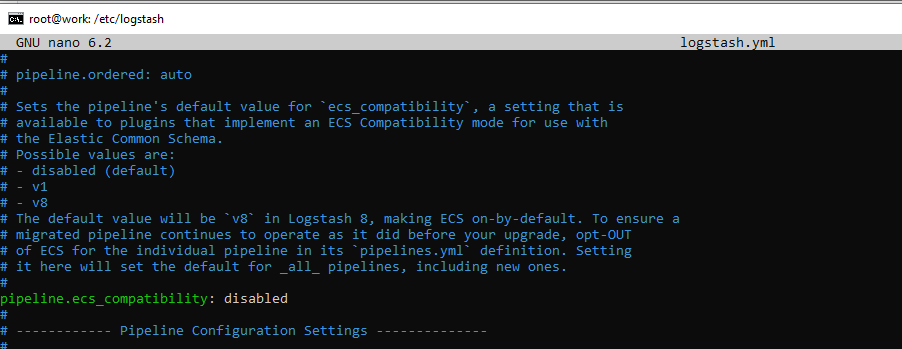 root@work: /etc/logstash
GNU nano 6.2 logstash.yml
#
# pipeline.ordered: auto
#
# Sets the pipeline's default value for `ecs_compatibility`, a setting that is
# available to plugins that implement an ECS Compatibility mode for use with
# the Elastic Common Schema.
# Possible values are:
# - disabled (default)
# - v1
# - v8
# The default value will be `v8` in Logstash 8, making ECS on-by-default. To ensure a
# migrated pipeline continues to operate as it did before your upgrade, opt-OUT
# of ECS for the individual pipeline in its `pipelines.yml` definition. Setting
# it here will set the default for _all_ pipelines, including new ones.
#
pipeline.ecs_compatibility: disabled
#
# ------------ Pipeline Configuration Settings --------------
#